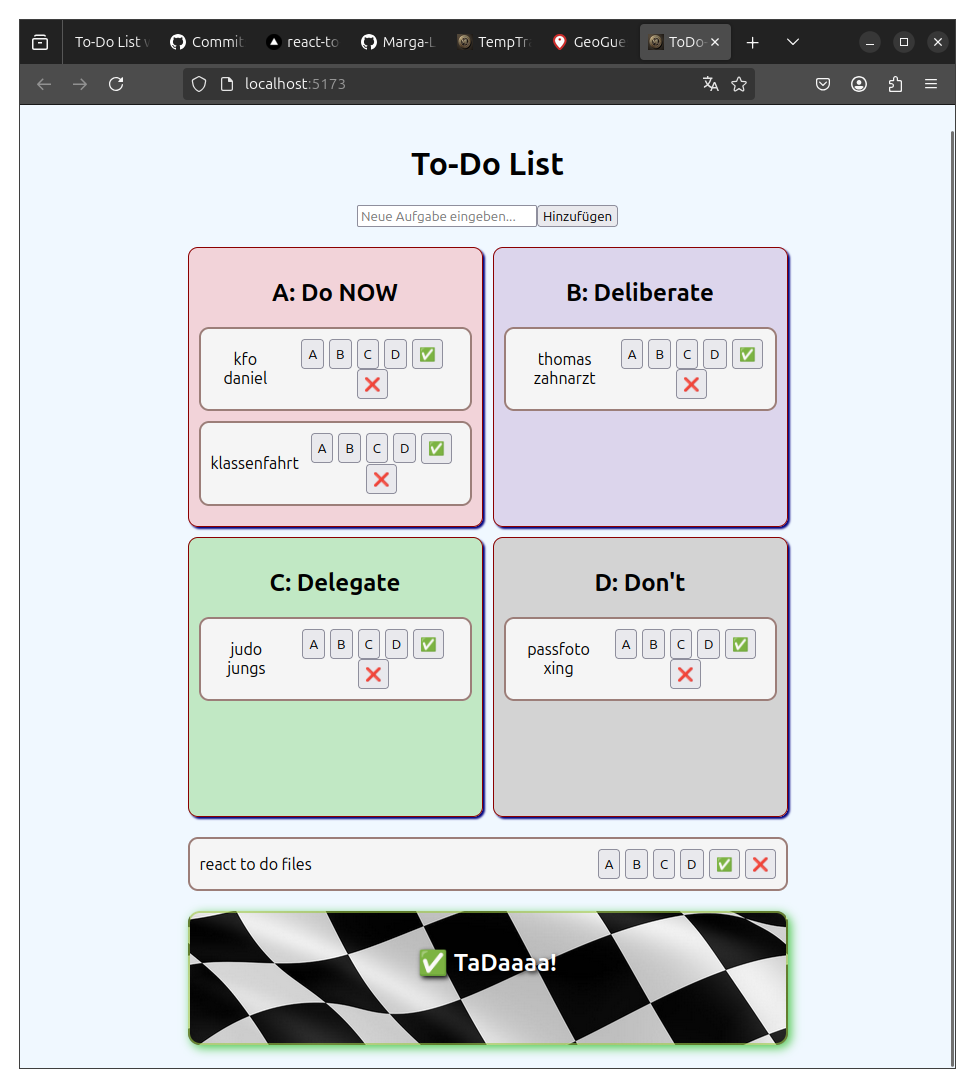 To-Do List v
Commit
react-to
Marga-L
TempTra
GeoGue
ToDo-
localhost:5173
To-Do List
Neue Aufgabe eingeben...
Hinzufügen
A: Do NOW
kfo
daniel
A B C D
klassenfahrt
A B C D
B: Deliberate
thomas
zahnarzt
A B C D
C: Delegate
judo
jungs
A B C D
D: Don't
passfoto
xing
A B C D
react to do files
A B C D
✅ TaDaaaa!